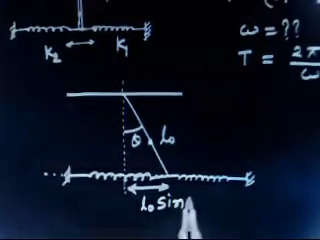 K₂ K₁
ω = ??
T = 2π/ω
θ l₀
l₀ sin